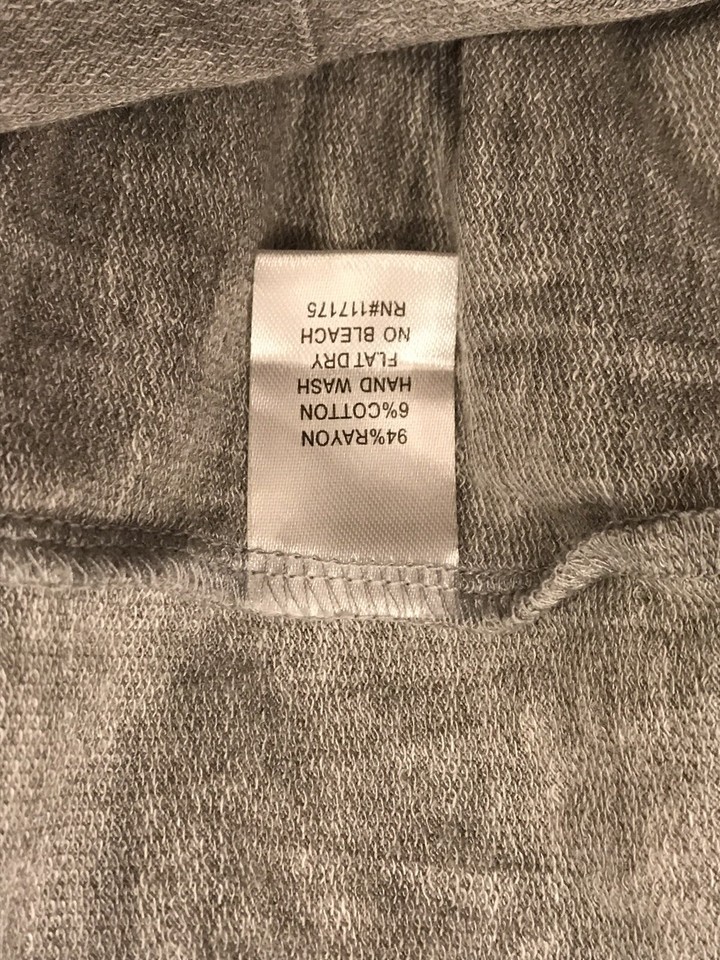 94%RAYON
6%COTTON
HAND WASH
FLAT DRY
NO BLEACH
RN#117175